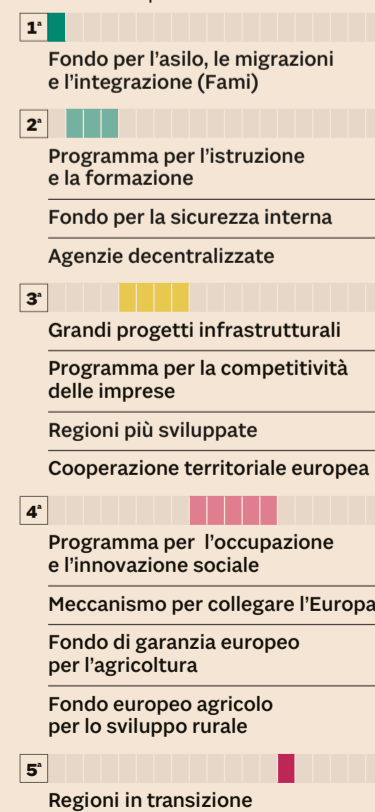 1ª
Fondo per l'asilo, le migrazioni
e l'integrazione (Fami)
2ª
Programma per l'istruzione
e la formazione
Fondo per la sicurezza interna
Agenzie decentralizzate
3ª
Grandi progetti infrastrutturali
Programma per la competitività
delle imprese
Regioni più sviluppate
Cooperazione territoriale europea
4ª
Programma per l'occupazione
e l'innovazione sociale
Meccanismo per collegare l'Europa
Fondo di garanzia europeo
per l'agricoltura
Fondo europeo agricolo
per lo sviluppo rurale
5ª
Regioni in transizione